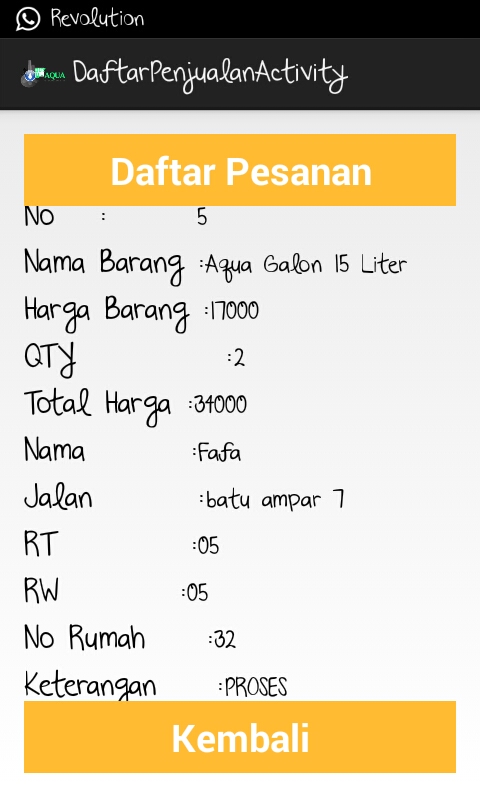 Revolution
AQUA DaftarPenjualanActivity
Daftar Pesanan
No : 5
Nama Barang :Aqua Galon 15 Liter
Harga Barang :17000
QTY :2
Total Harga :34000
Nama :Fafa
Jalan :batu ampar 7
RT :05
RW :05
No Rumah :32
Keterangan :PROSES
Kembali